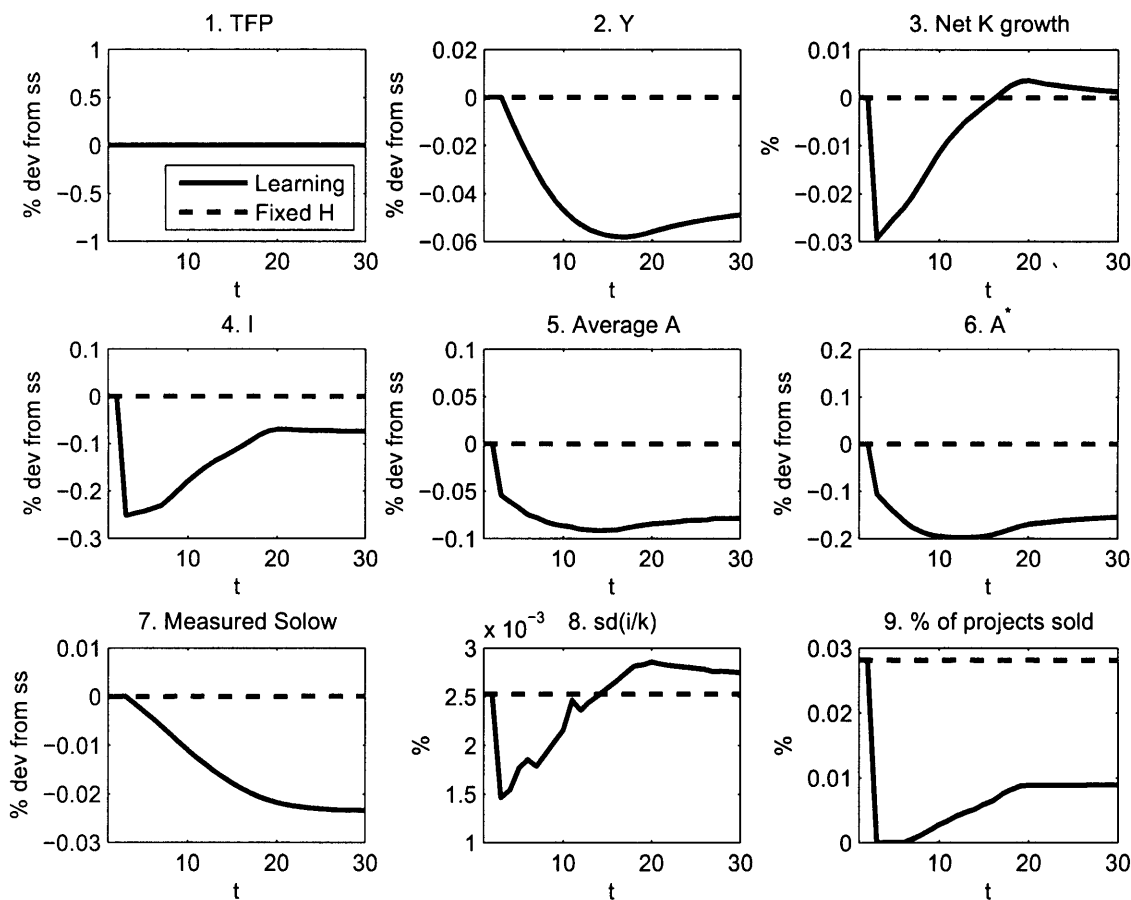 1. TFP
% dev from ss
1
0.5
0
−0.5
−1
Learning
Fixed H
10 20 30
t
2. Y
% dev from ss
0.02
0
−0.02
−0.04
−0.06
10 20 30
t
3. Net K growth
%
0.01
0
−0.01
−0.02
−0.03
10 20 30
t
4. I
% dev from ss
0.1
0
−0.1
−0.2
−0.3
10 20 30
t
5. Average A
% dev from ss
0.1
0.05
0
−0.05
−0.1
10 20 30
t
6. A*
% dev from ss
0.2
0.1
0
−0.1
−0.2
10 20 30
t
7. Measured Solow
% dev from ss
0.01
0
−0.01
−0.02
−0.03
10 20 30
t
x 10⁻³ 8. sd(i/k)
%
3
2.5
2
1.5
1
10 20 30
t
9. % of projects sold
%
0.03
0.02
0.01
0
10 20 30
t